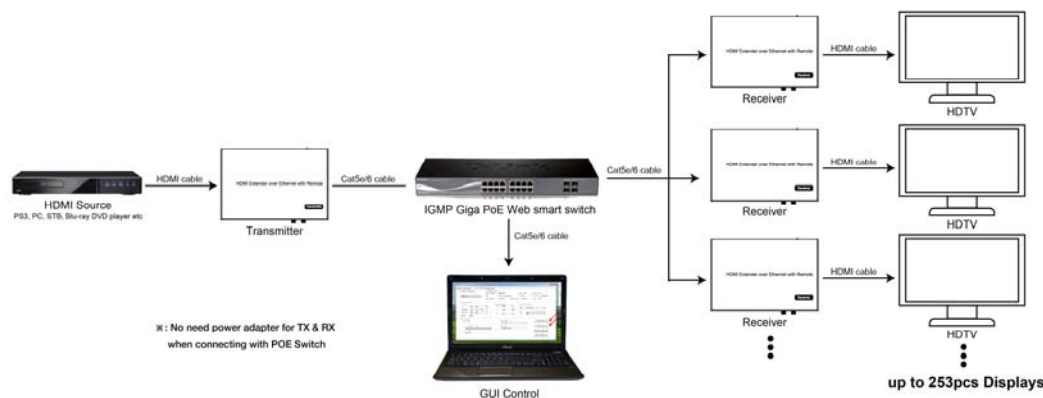 HDMI Source
PS3, PC, STB, Blu-ray DVD player etc
HDMI cable
HDMI Extender over Ethernet with Remote
Transmitter
Transmitter
Cat5e/6 cable
IGMP Giga PoE Web smart switch
Cat5e/6 cable
GUI Control
※: No need power adapter for TX & RX
when connecting with POE Switch
Cat5e/6 cable
HDMI Extender over Ethernet with Remote
Receiver
Receiver
HDMI cable
HDTV
HDMI Extender over Ethernet with Remote
Receiver
Receiver
HDMI cable
HDTV
HDMI Extender over Ethernet with Remote
Receiver
Receiver
HDMI cable
HDTV
up to 253pcs Displays